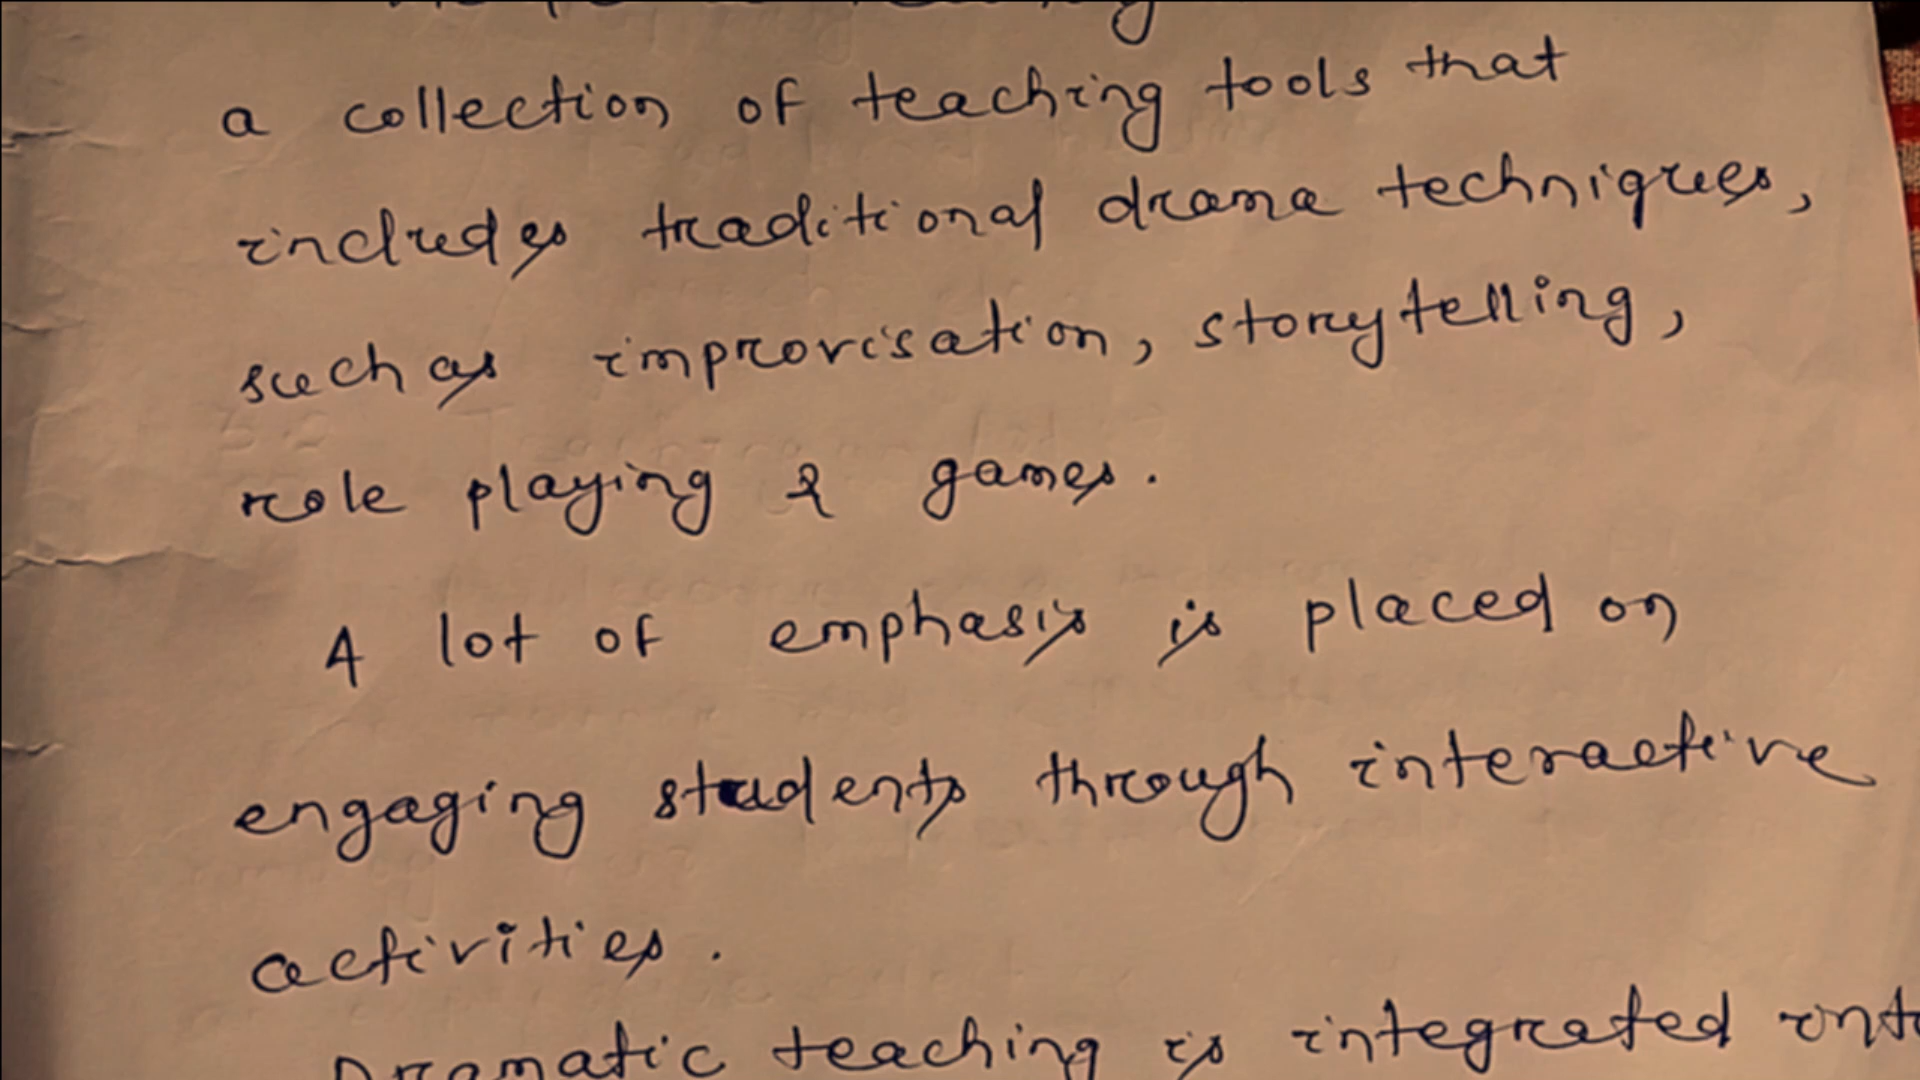 a collection of teaching tools that
includes traditional drama techniques,
such as improvisation, storytelling,
role playing & games.
A lot of emphasis is placed on
engaging students through interactive
activities.
Dramatic teaching is integrated into